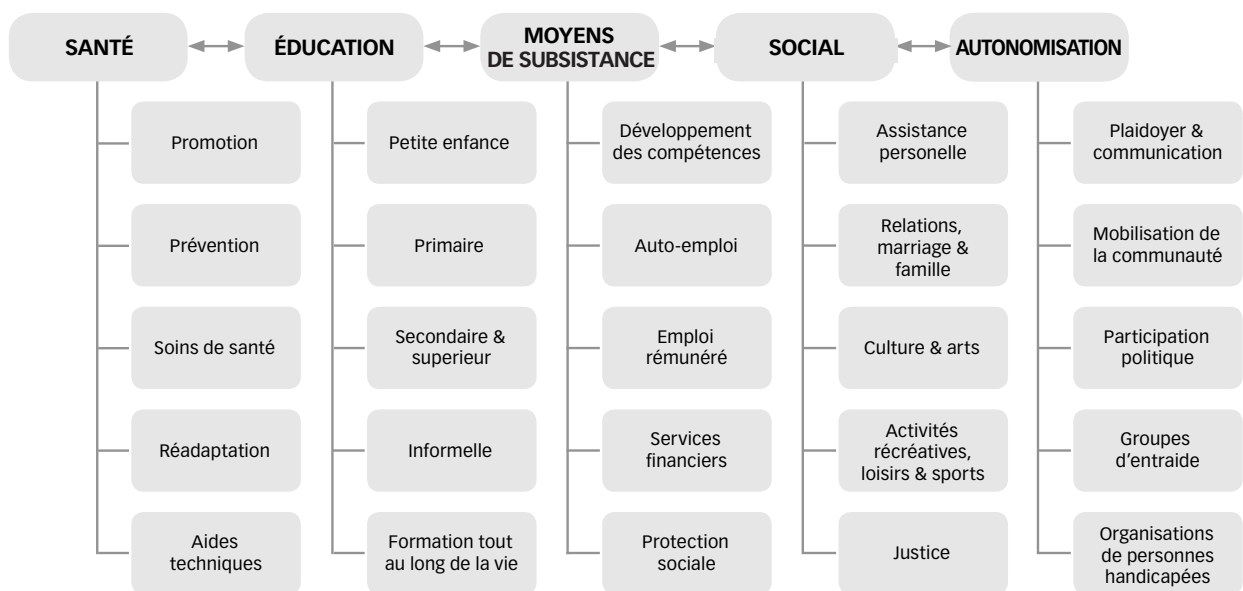 SANTÉ
ÉDUCATION
MOYENS
DE SUBSISTANCE
SOCIAL
AUTONOMISATION
Promotion
Prévention
Soins de santé
Réadaptation
Aides
techniques
Petite enfance
Primaire
Secondaire &
superieur
Informelle
Formation tout
au long de la vie
Développement
des compétences
Auto-emploi
Emploi
rémunéré
Services
financiers
Protection
sociale
Assistance
personelle
Relations,
marriage &
famille
Culture & arts
Activités
récréatives,
loisirs & sports
Justice
Plaidoyer &
communication
Mobilisation de
la communauté
Participation
politique
Groupes
d'entraide
Organisations
de personnes
handicapées